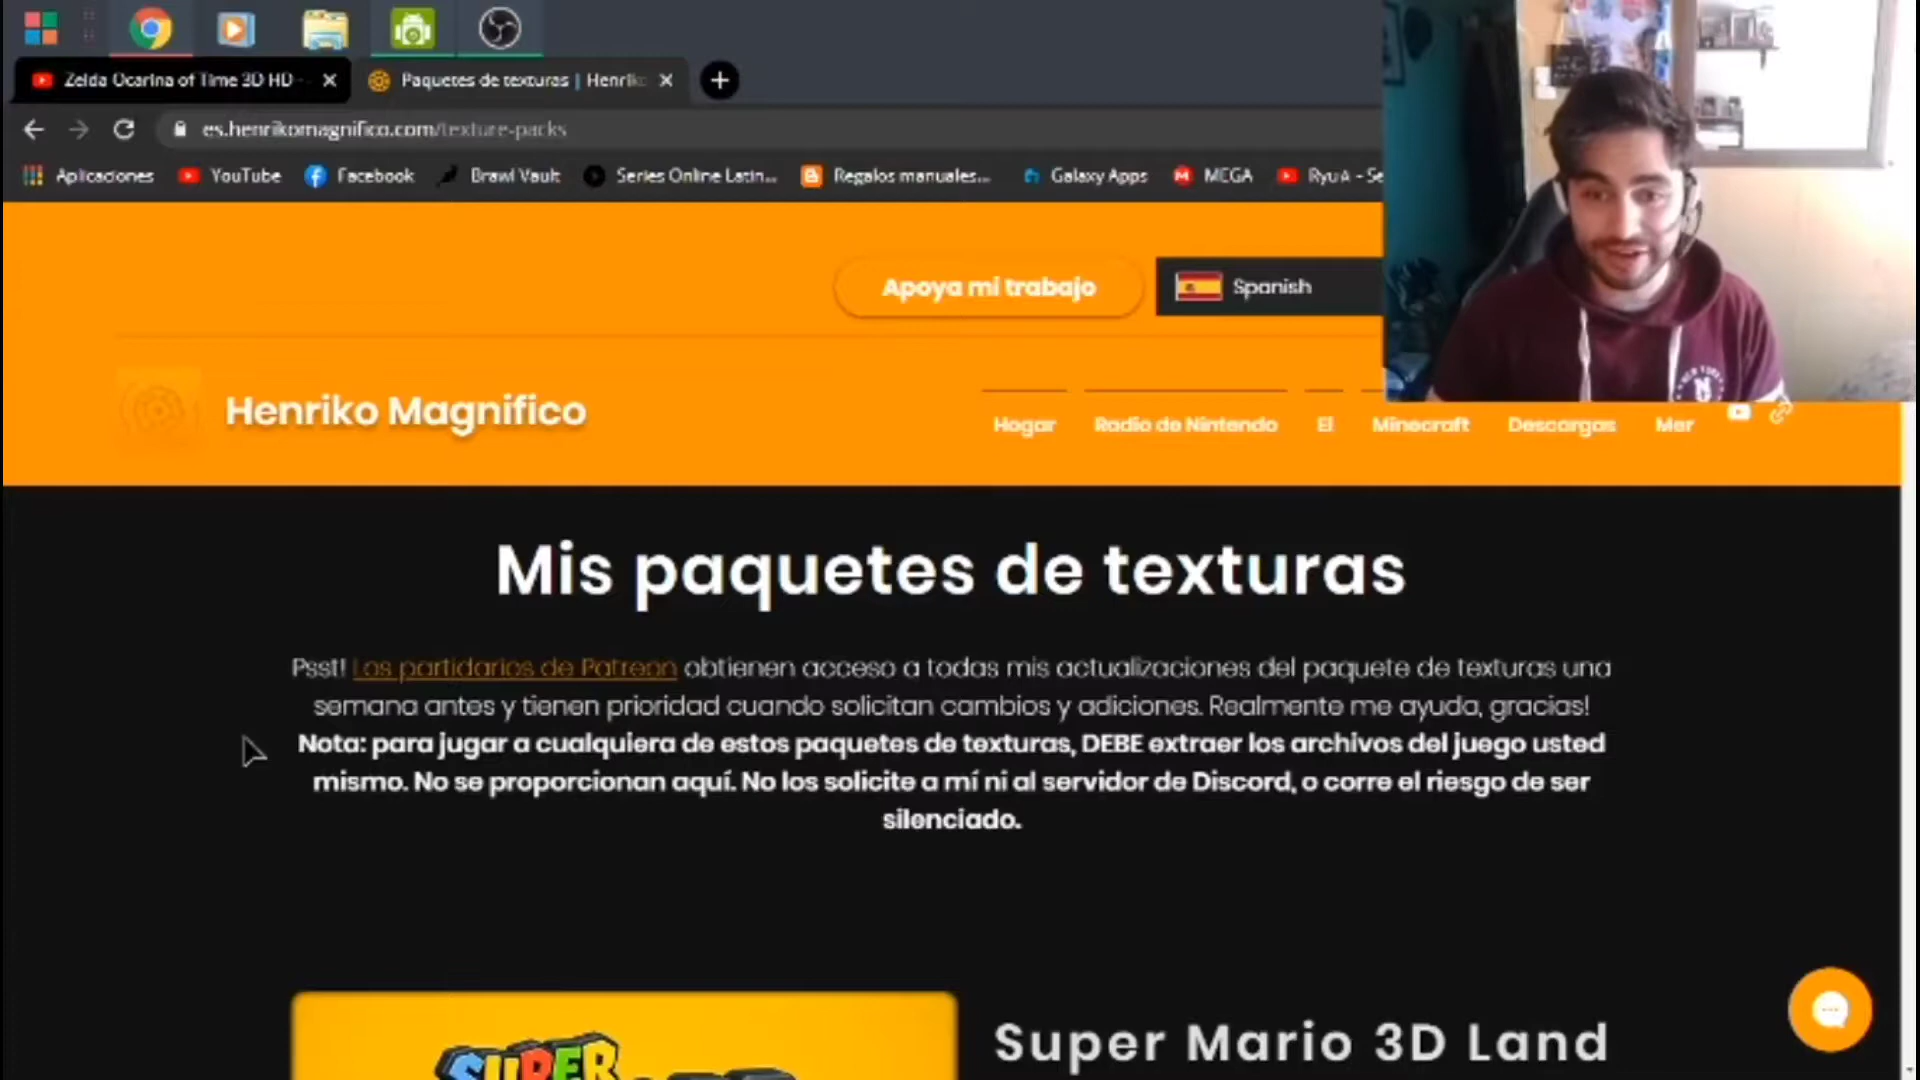 Zelda Ocarina of Time 3D HD
Paquetes de texturas | Henrik
es.henrikomagnifico.com/texture-packs
Aplicaciones YouTube Facebook Brawl Vault Series Online Latin... Regalos manuales... Galaxy Apps MEGA RyuA - Se
Apoya mi trabajo Spanish
Henriko Magnifico
Hogar Radio de Nintendo El Minecraft Descargas Mer
Mis paquetes de texturas
Psst! Los partidarios de Patreon obtienen acceso a todas mis actualizaciones del paquete de texturas una
semana antes y tienen prioridad cuando solicitan cambios y adiciones. Realmente me ayuda, gracias!
Nota: para jugar a cualquiera de estos paquetes de texturas, DEBE extraer los archivos del juego usted
mismo. No se proporcionan aquí. No los solicite a mí ni al servidor de Discord, o corre el riesgo de ser
silenciado.
SUPER
Super Mario 3D Land